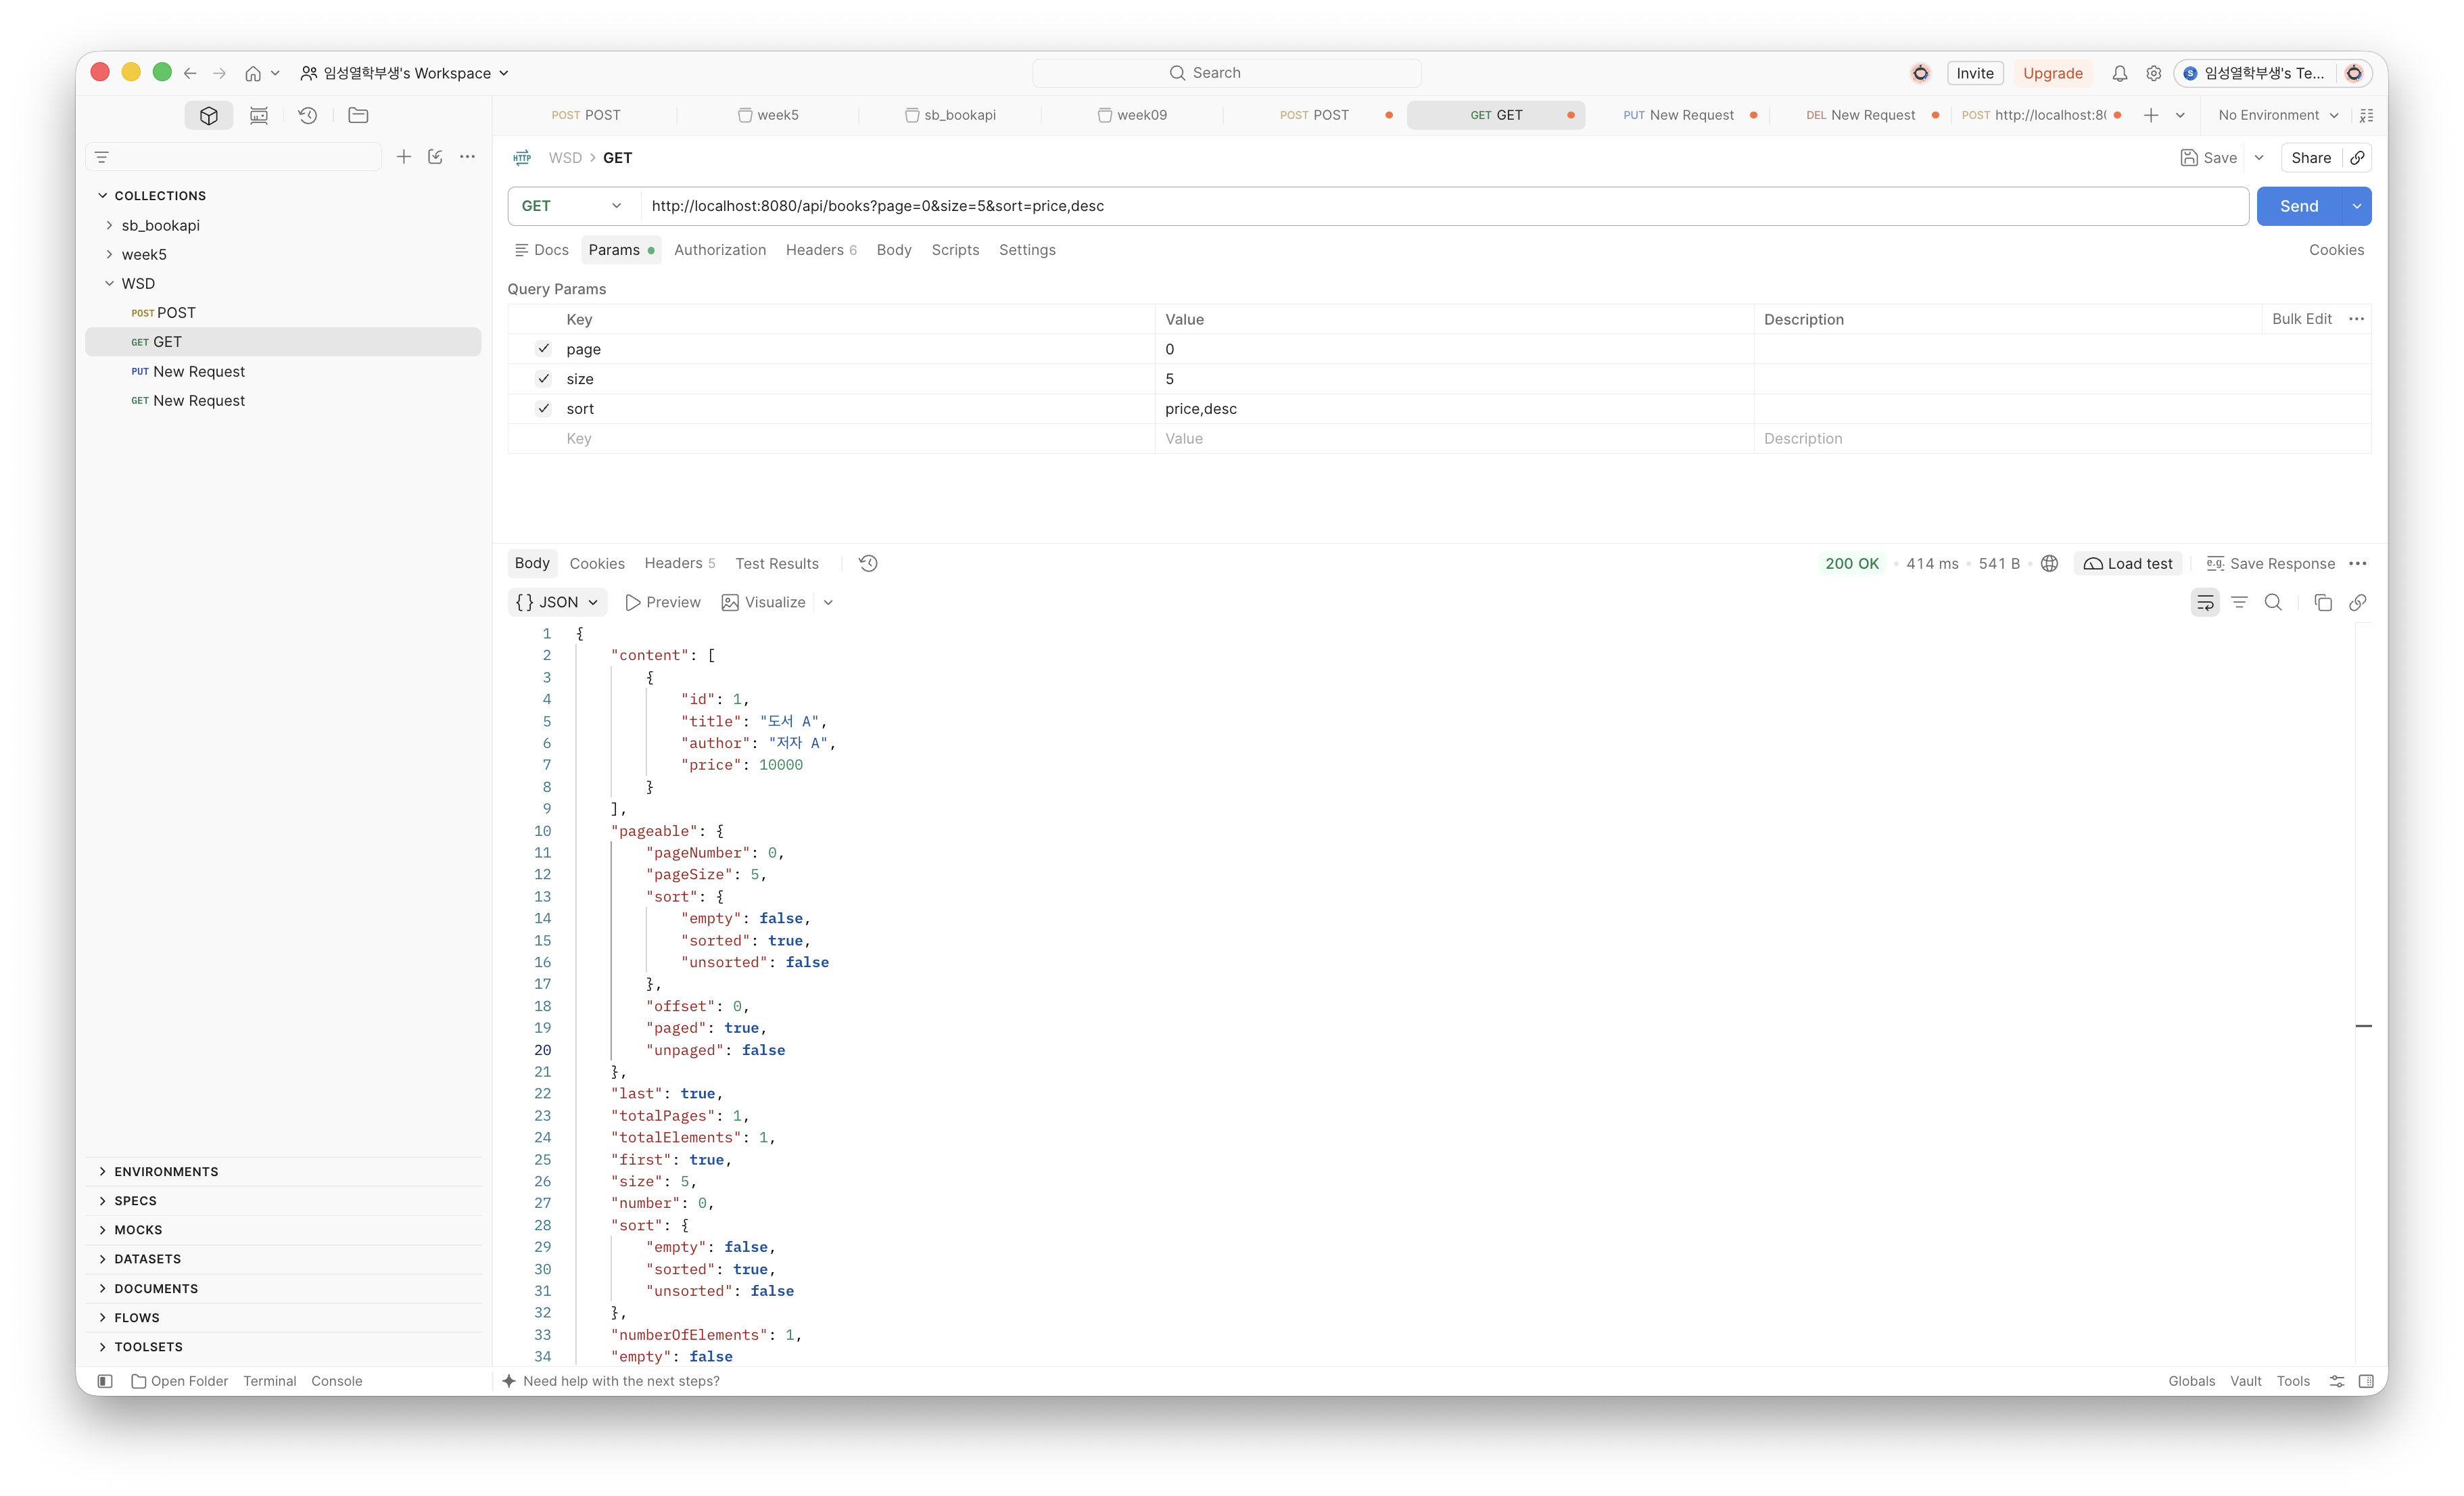 임성열학부생's Workspace
Search
Invite
Upgrade
S
임성열학부생's Te...
POST POST
week5
sb_bookapi
week09
POST POST
GET GET
PUT New Request
DEL New Request
POST http://localhost:8(
No Environment
HTTP
WSD > GET
Save
Share
COLLECTIONS
sb_bookapi
week5
WSD
POST POST
GET GET
PUT New Request
GET New Request
GET
http://localhost:8080/api/books?page=0&size=5&sort=price,desc
Send
Docs
Params
Authorization
Headers 6
Body
Scripts
Settings
Cookies
Query Params
Key Value Description Bulk Edit
page 0
size 5
sort price,desc
Key Value Description
Body
Cookies
Headers 5
Test Results
200 OK • 414 ms • 541 B
Load test
e.g. Save Response
{} JSON
Preview
Visualize
1 {
2 "content": [
3 {
4 "id": 1,
5 "title": "도서 A",
6 "author": "저자 A",
7 "price": 10000
8 }
9 ],
10 "pageable": {
11 "pageNumber": 0,
12 "pageSize": 5,
13 "sort": {
14 "empty": false,
15 "sorted": true,
16 "unsorted": false
17 },
18 "offset": 0,
19 "paged": true,
20 "unpaged": false
21 },
22 "last": true,
23 "totalPages": 1,
24 "totalElements": 1,
25 "first": true,
26 "size": 5,
27 "number": 0,
28 "sort": {
29 "empty": false,
30 "sorted": true,
31 "unsorted": false
32 },
33 "numberOfElements": 1,
34 "empty": false
ENVIRONMENTS
SPECS
MOCKS
DATASETS
DOCUMENTS
FLOWS
TOOLSETS
Open Folder
Terminal
Console
Need help with the next steps?
Globals
Vault
Tools